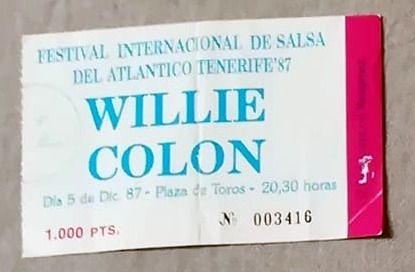 FESTIVAL INTERNACIONAL DE SALSA
DEL ATLANTICO TENERIFE'87
WILLIE
COLON
Día 5 de Dic. 87 - Plaza de Toros - 20,30 horas
Nº 003416
1.000 PTS.